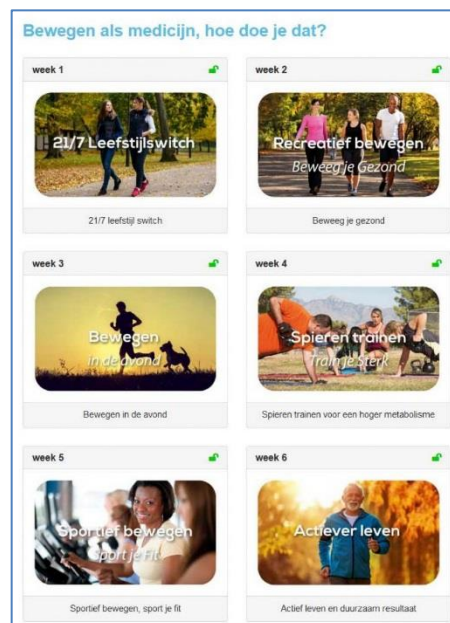 Bewegen als medicijn, hoe doe je dat?
week 1
21/7 Leefstijlswitch
21/7 leefstijl switch
week 2
Recreatief bewegen
Beweeg je Gezond
Beweeg je gezond
week 3
Bewegen
in de avond
Bewegen in de avond
week 4
Spieren trainen
Train je Sterk
Spieren trainen voor een hoger metabolisme
week 5
Sportief bewegen
Sport je Fit
Sportief bewegen, sport je fit
week 6
Actiever leven
Actief leven en duurzaam resultaat